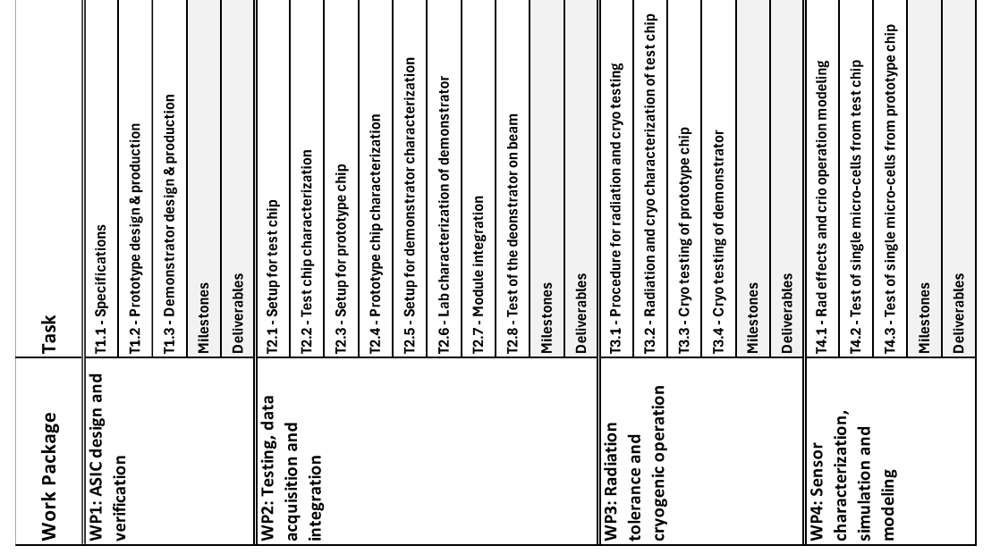 Work Package
Task
WP1: ASIC design and
verification
T1.1 - Specifications
T1.2 - Prototype design & production
T1.3 - Demonstrator design & production
Milestones
Deliverables
WP2: Testing, data
acquisition and
integration
T2.1 - Setup for test chip
T2.2 - Test chip characterization
T2.3 - Setup for prototype chip
T2.4 - Prototype chip characterization
T2.5 - Setup for demonstrator characterization
T2.6 - Lab characterization of demonstrator
T2.7 - Module integration
T2.8 - Test of the deonstrator on beam
Milestones
Deliverables
WP3: Radiation
tolerance and
cryogenic operation
T3.1 - Procedure for radiation and cryo testing
T3.2 - Radiation and cryo characterization of test chip
T3.3 - Cryo testing of prototype chip
T3.4 - Cryo testing of demonstrator
Milestones
Deliverables
WP4: Sensor
characterization,
simulation and
modeling
T4.1 - Rad effects and crio operation modeling
T4.2 - Test of single micro-cells from test chip
T4.3 - Test of single micro-cells from prototype chip
Milestones
Deliverables